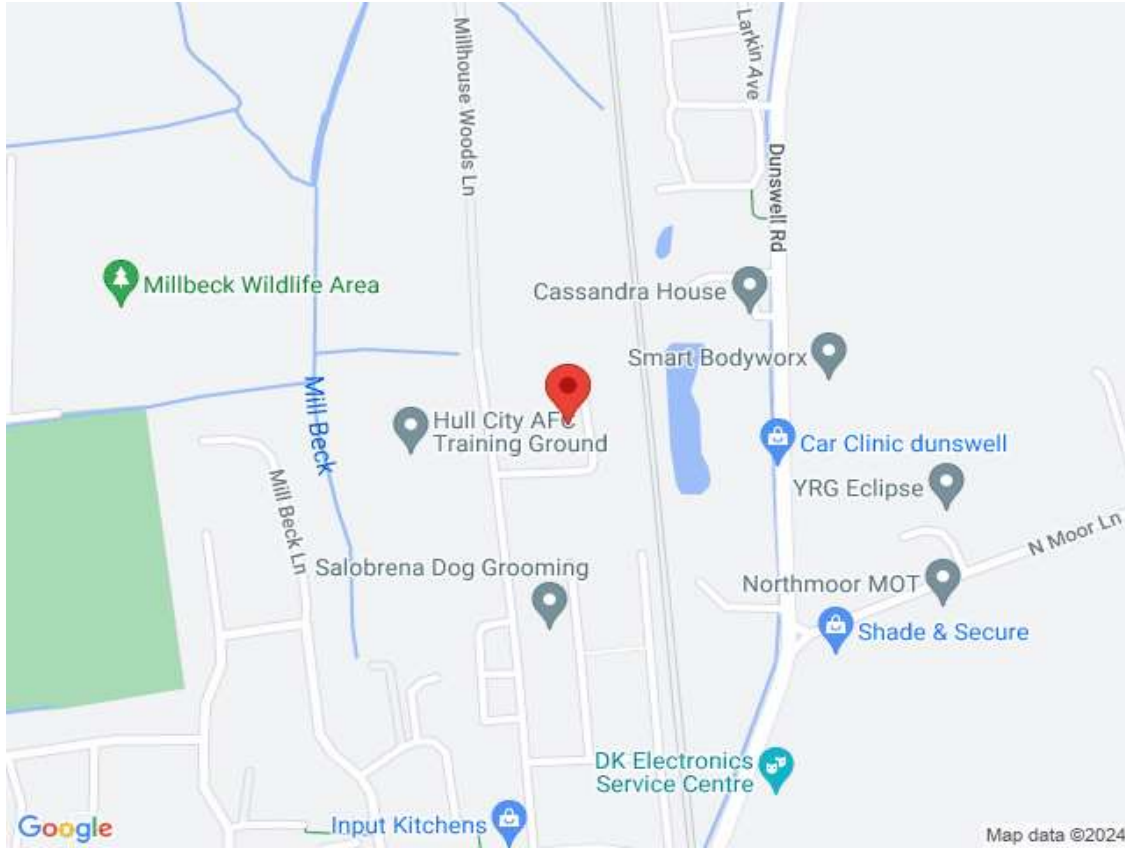 Larkin Ave
Millhouse Woods Ln
Dunswell Rd
Millbeck Wildlife Area
Cassandra House
Smart Bodyworx
Mill Beck
Hull City AFC
Training Ground
Car Clinic dunswell
Mill Beck Ln
YRG Eclipse
N Moor Ln
Salobrena Dog Grooming
Northmoor MOT
Shade & Secure
DK Electronics
Service Centre
Input Kitchens
Google
Map data ©2024